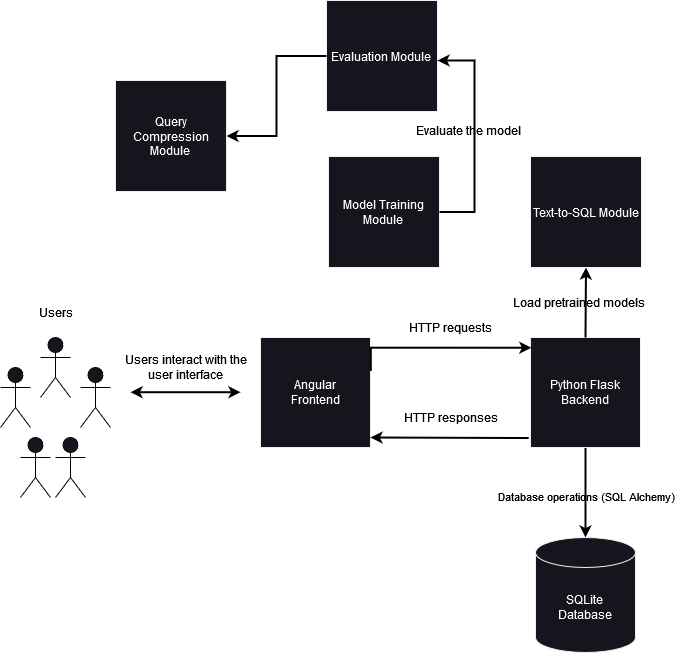 Evaluation Module
Query
Compression
Module
Evaluate the model
Model Training
Module
Text-to-SQL Module
Load pretrained models
Users
HTTP requests
Users interact with the
user interface
Angular
Frontend
Python Flask
Backend
HTTP responses
Database operations (SQL Alchemy)
SQLite
Database